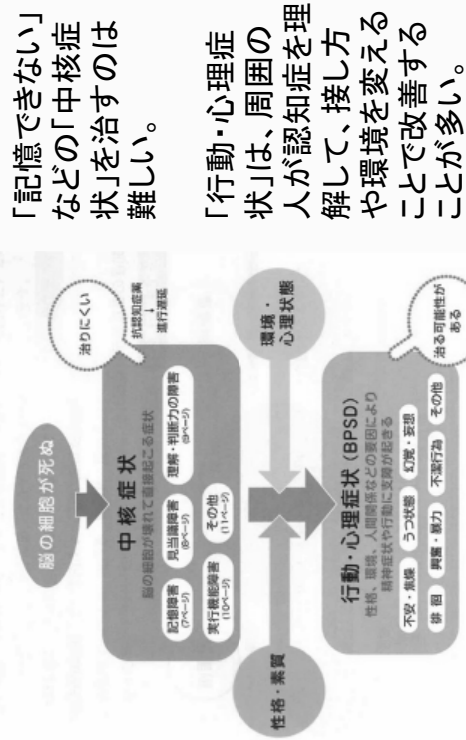 脳の細胞が死ぬ
治りにくい
中核症状
脳の細胞が壊れて直接起こる症状
抗認知症薬
↓
進行遅延
記憶障害
(7ページ)
見当識障害
(8ページ)
理解・判断力の障害
(9ページ)
実行機能障害
(10ページ)
その他
(11ページ)
性格・素質
環境・
心理状態
行動・心理症状(BPSD)
性格、環境、人間関係などの要因により
精神症状や行動に支障が起きる
不安・焦燥
うつ状態
幻覚・妄想
徘徊
興奮・暴力
不潔行為
その他
治る可能性が
ある
「記憶できない」
などの「中核症
状」を治すのは
難しい。
「行動・心理症
状」は、周囲の
人が認知症を理
解して、接し方
や環境を変える
ことで改善する
ことが多い。